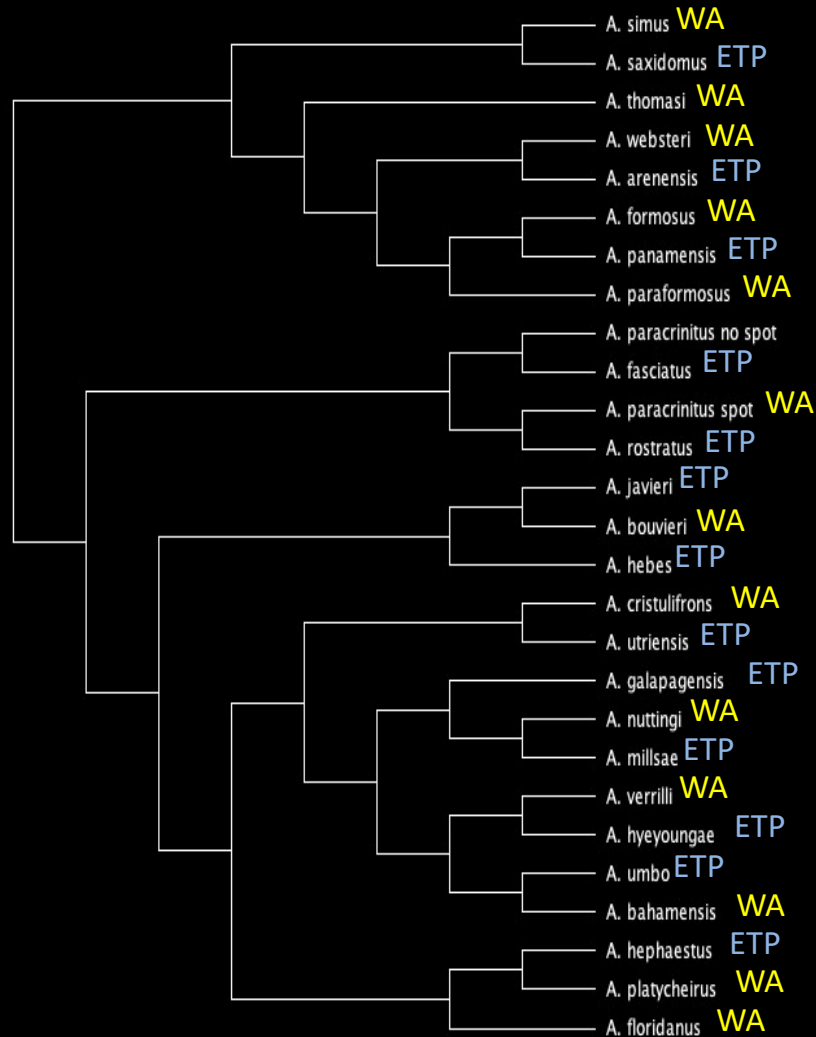 A. simus WA
A. saxidomus ETP
A. thomasi WA
A. websteri WA
A. arenensis ETP
A. formosus WA
A. panamensis ETP
A. paraformosus WA
A. paracrinitus no spot
A. fasciatus ETP
A. paracrinitus spot WA
A. rostratus ETP
A. javieri ETP
A. bouvieri WA
A. hebes ETP
A. cristulifrons WA
A. utriensis ETP
A. galapagensis ETP
A. nuttingi WA
A. millsae ETP
A. verrilli WA
A. hyeyoungae ETP
A. umbo ETP
A. bahamensis WA
A. hephaestus ETP
A. platycheirus WA
A. floridanus WA